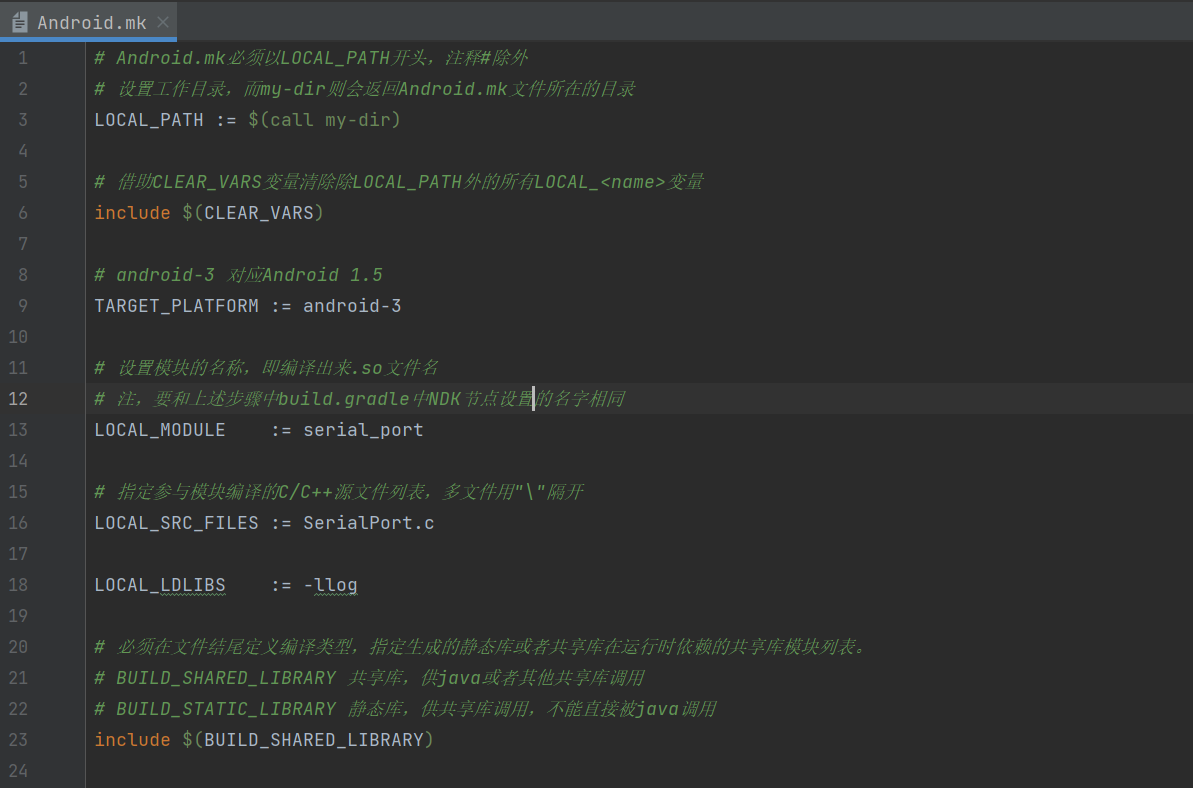 Android.mk
1 # Android.mk必须以LOCAL_PATH开头，注释#除外
2 # 设置工作目录，而my-dir则会返回Android.mk文件所在的目录
3 LOCAL_PATH := $(call my-dir)
4
5 # 借助CLEAR_VARS变量清除除LOCAL_PATH外的所有LOCAL_<name>变量
6 include $(CLEAR_VARS)
7
8 # android-3 对应Android 1.5
9 TARGET_PLATFORM := android-3
10
11 # 设置模块的名称，即编译出来.so文件名
12 # 注，要和上述步骤中build.gradle中NDK节点设置的名字相同
13 LOCAL_MODULE    := serial_port
14
15 # 指定参与模块编译的C/C++源文件列表，多文件用"\"隔开
16 LOCAL_SRC_FILES := SerialPort.c
17
18 LOCAL_LDLIBS    := -llog
19
20 # 必须在文件结尾定义编译类型，指定生成的静态库或者共享库在运行时依赖的共享库模块列表。
21 # BUILD_SHARED_LIBRARY 共享库，供java或者其他共享库调用
22 # BUILD_STATIC_LIBRARY 静态库，供共享库调用，不能直接被java调用
23 include $(BUILD_SHARED_LIBRARY)
24